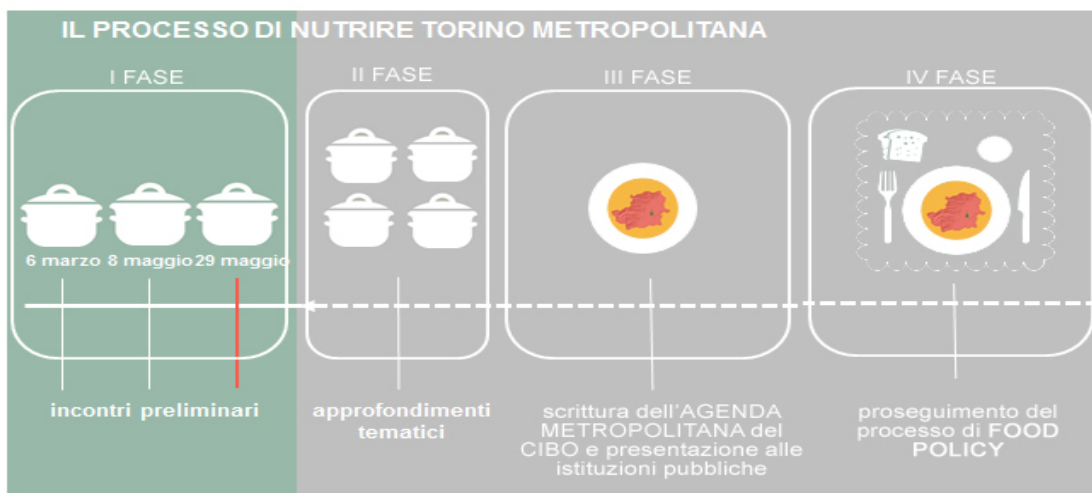 IL PROCESSO DI NUTRIRE TORINO METROPOLITANA
I FASE
II FASE
III FASE
IV FASE
6 marzo
8 maggio
29 maggio
incontri preliminari
approfondimenti
tematici
scrittura dell'AGENDA
METROPOLITANA del
CIBO e presentazione alle
istituzioni pubbliche
proseguimento del
processo di FOOD
POLICY